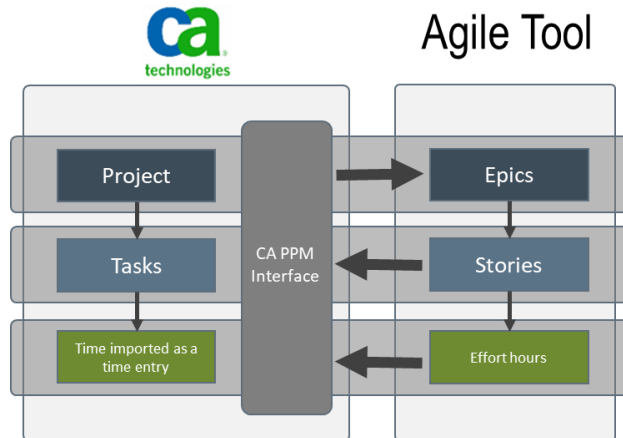 ca
technologies
Agile Tool
Project
Epics
CA PPM
Interface
Tasks
Stories
Time imported as a
time entry
Effort hours